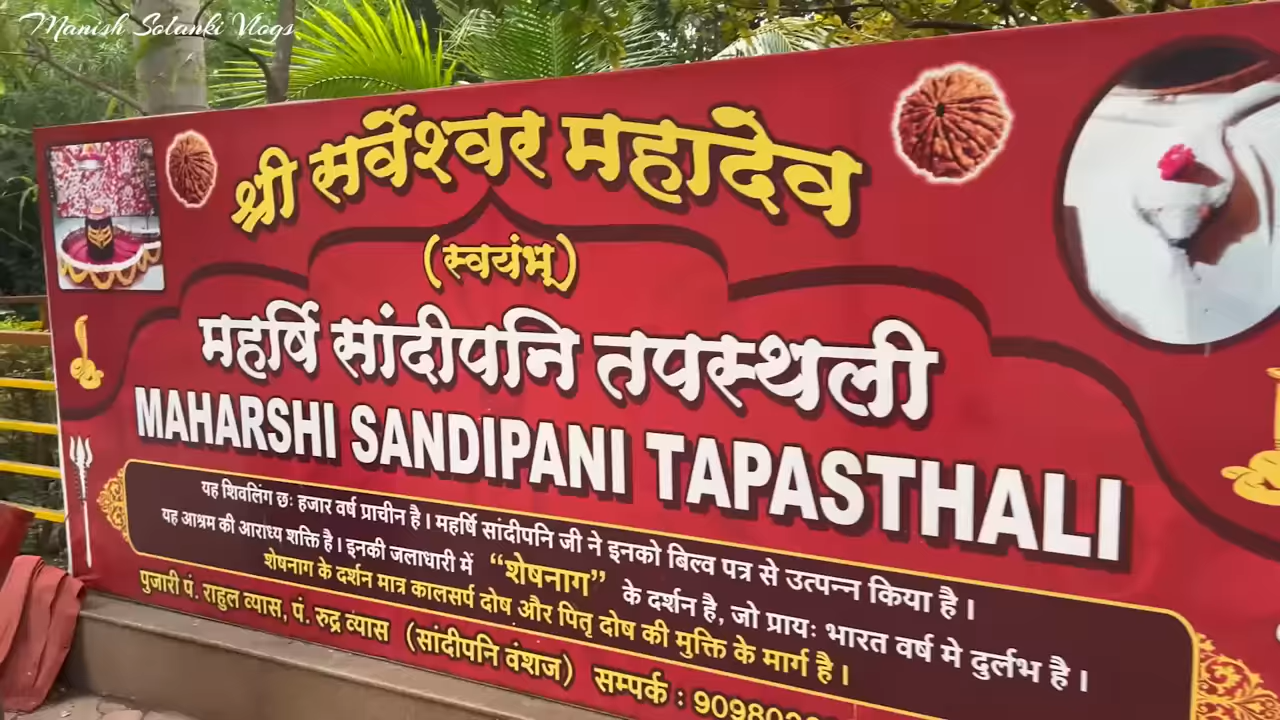 Manish Solanki Vlogs
श्री सर्वेश्वर महादेव
(स्वयंभू)
महर्षि सांदीपनि तपस्थली
MAHARSHI SANDIPANI TAPASTHALI
यह शिवलिंग छः हजार वर्ष प्राचीन है। महर्षि सांदीपनि जी ने इनको बिल्व पत्र से उत्पन्न किया है।
यह आश्रम की आराध्य शक्ति है। इनकी जलाधारी में “शेषनाग” के दर्शन है, जो प्रायः भारत वर्ष मे दुर्लभ है।
शेषनाग के दर्शन मात्र कालसर्प दोष और पितृ दोष की मुक्ति के मार्ग है।
पुजारी पं. राहुल व्यास, पं. रुद्र व्यास (सांदीपनि वंशज) सम्पर्क :